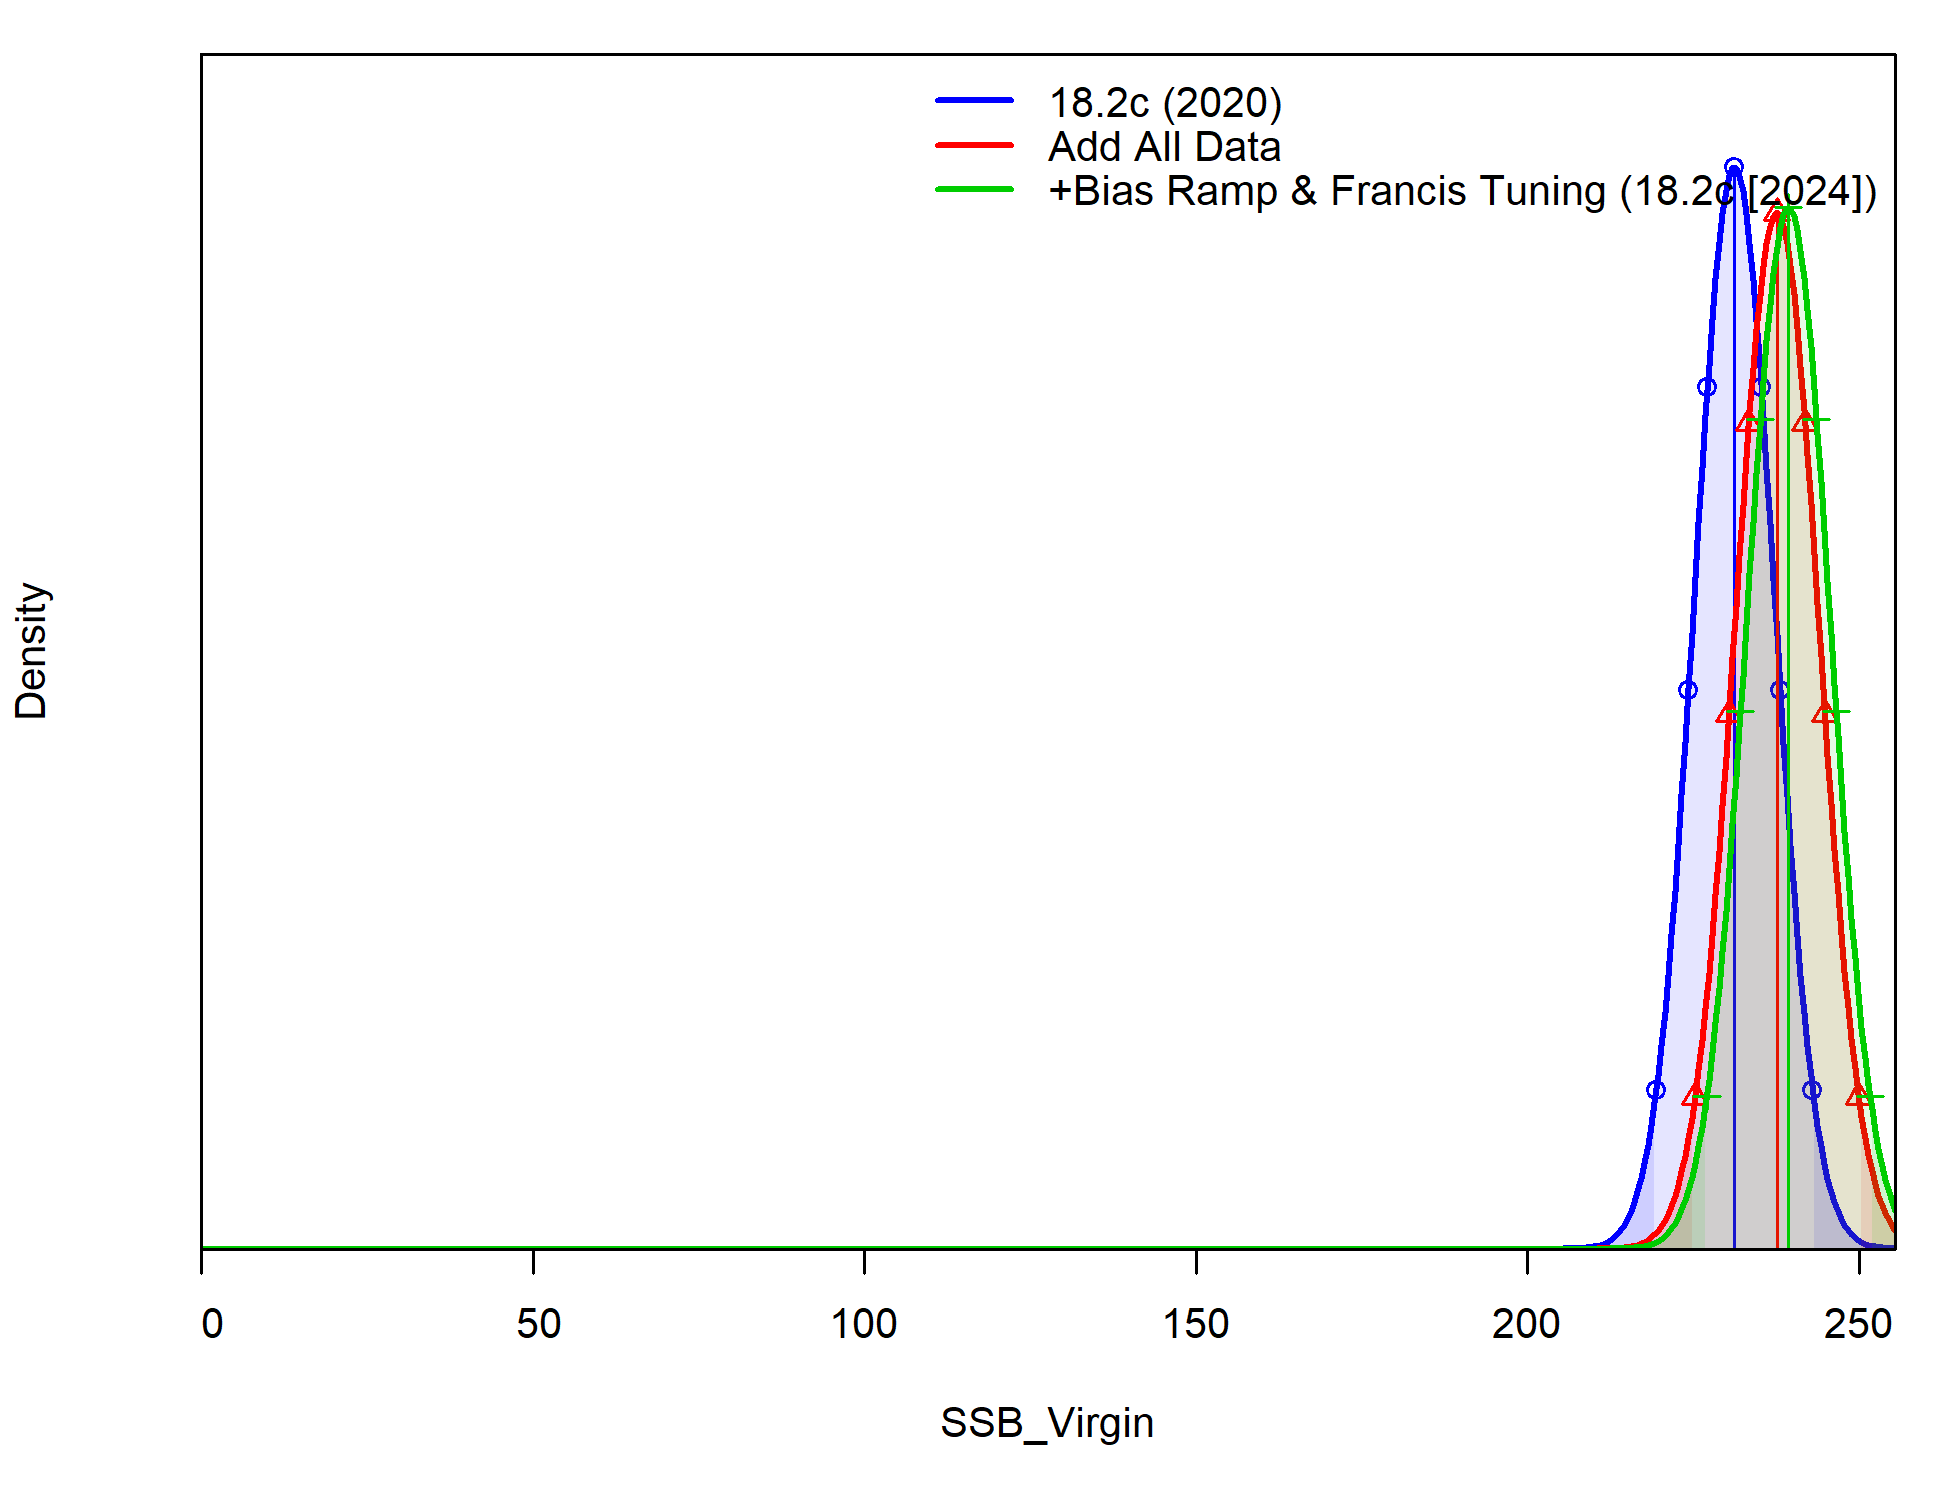 18.2c (2020)
Add All Data
+Bias Ramp & Francis Tuning (18.2c [2024])
Density
0 50 100 150 200 250
SSB_Virgin